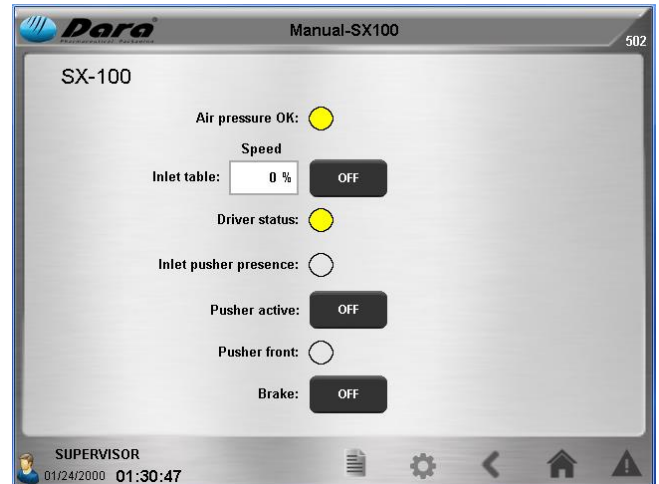 Dara
Pharmaceutical Packaging
Manual-SX100
502
SX-100
Air pressure OK:
Speed
Inlet table: 0 % OFF
Driver status:
Inlet pusher presence:
Pusher active: OFF
Pusher front:
Brake: OFF
SUPERVISOR
01/24/2000 01:30:47